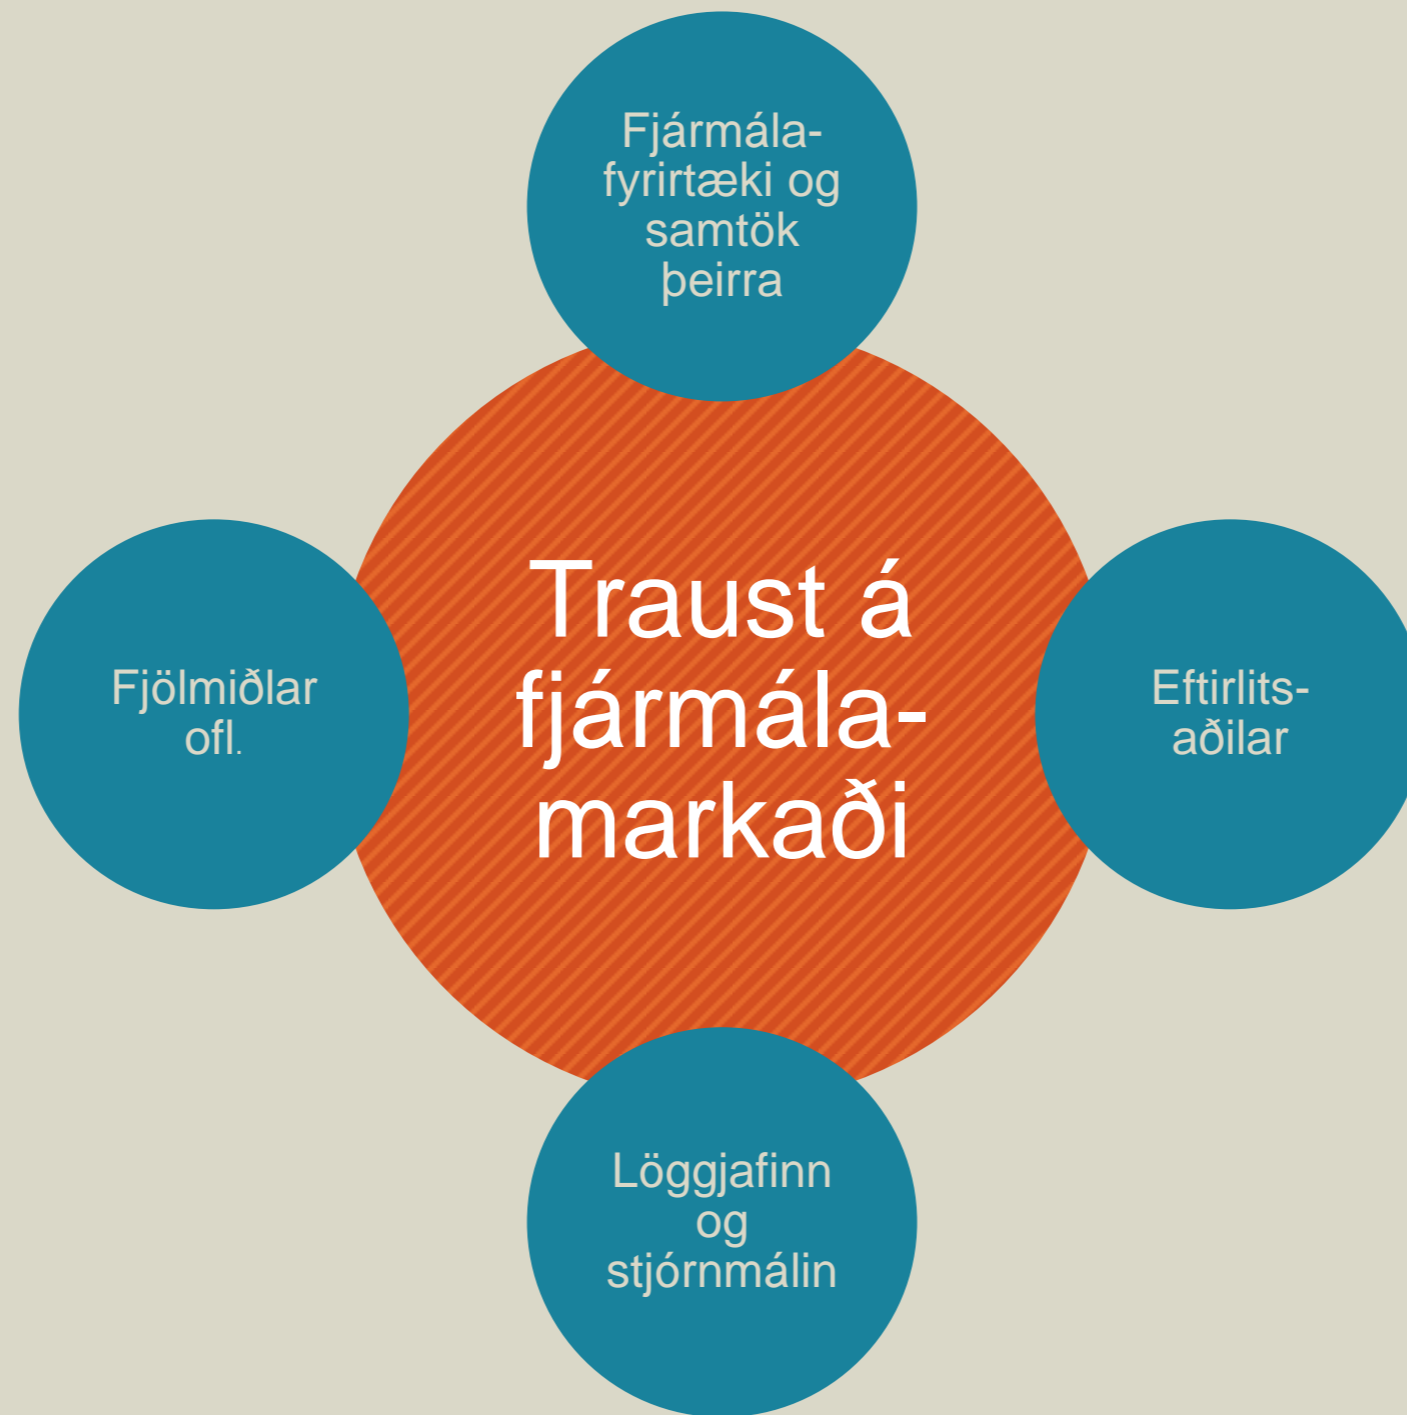 Fjármála-
fyrirtæki og
samtök
þeirra
Traust á
fjármála-
markaði
Fjölmiðlar
ofl.
Eftirlits-
aðilar
Löggjafinn
og
stjórnmálin